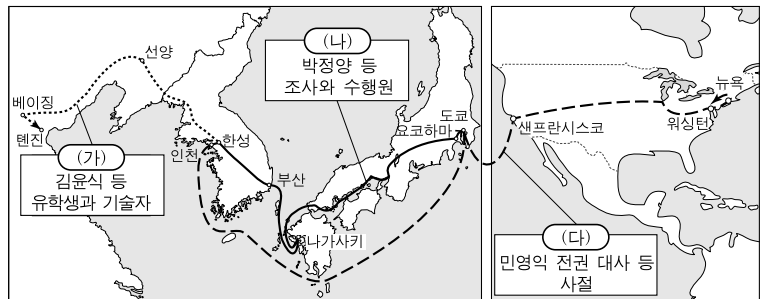 (나)
박정양 등
조사와 수행원
선양
베이징
톈진
(가)
김윤식 등
유학생과 기술자
한성
인천
부산
도쿄
요코하마
나가사키
뉴욕
워싱턴
샌프란시스코
(다)
민영익 전권 대사 등
사절